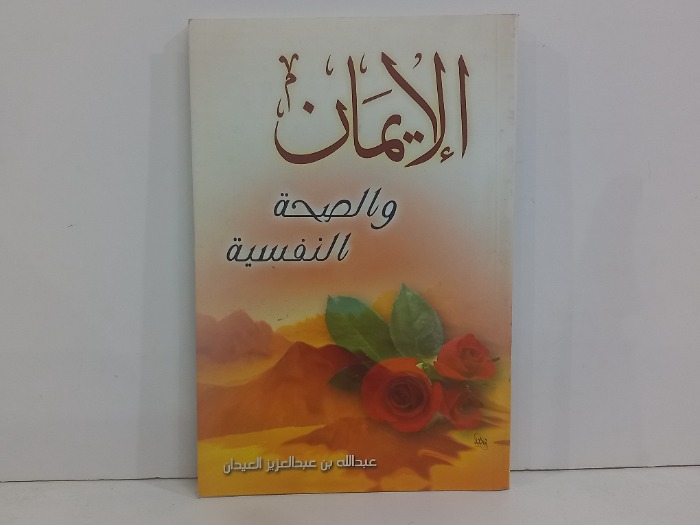 الإيمان
والصحة
النفسية
عبدالله بن عبدالعزيز العيدان